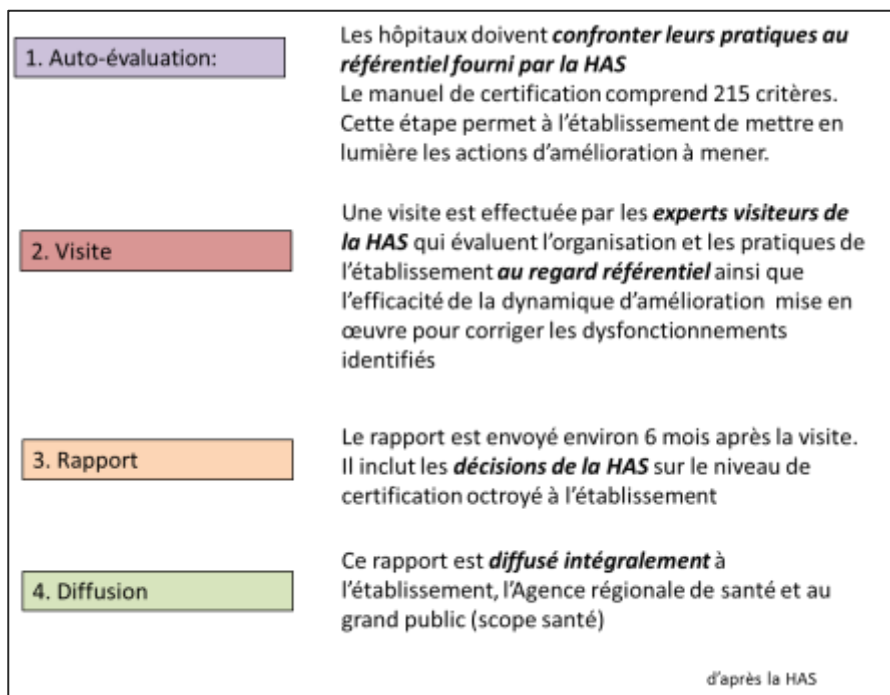 1. Auto-évaluation:
Les hôpitaux doivent confronter leurs pratiques au
référentiel fourni par la HAS
Le manuel de certification comprend 215 critères.
Cette étape permet à l'établissement de mettre en
lumière les actions d'amélioration à mener.
2. Visite
Une visite est effectuée par les experts visiteurs de
la HAS qui évaluent l'organisation et les pratiques de
l'établissement au regard référentiel ainsi que
l'efficacité de la dynamique d'amélioration mise en
œuvre pour corriger les dysfonctionnements
identifiés
3. Rapport
Le rapport est envoyé environ 6 mois après la visite.
Il inclut les décisions de la HAS sur le niveau de
certification octroyé à l'établissement
4. Diffusion
Ce rapport est diffusé intégralement à
l'établissement, l'Agence régionale de santé et au
grand public (scope santé)
d'après la HAS